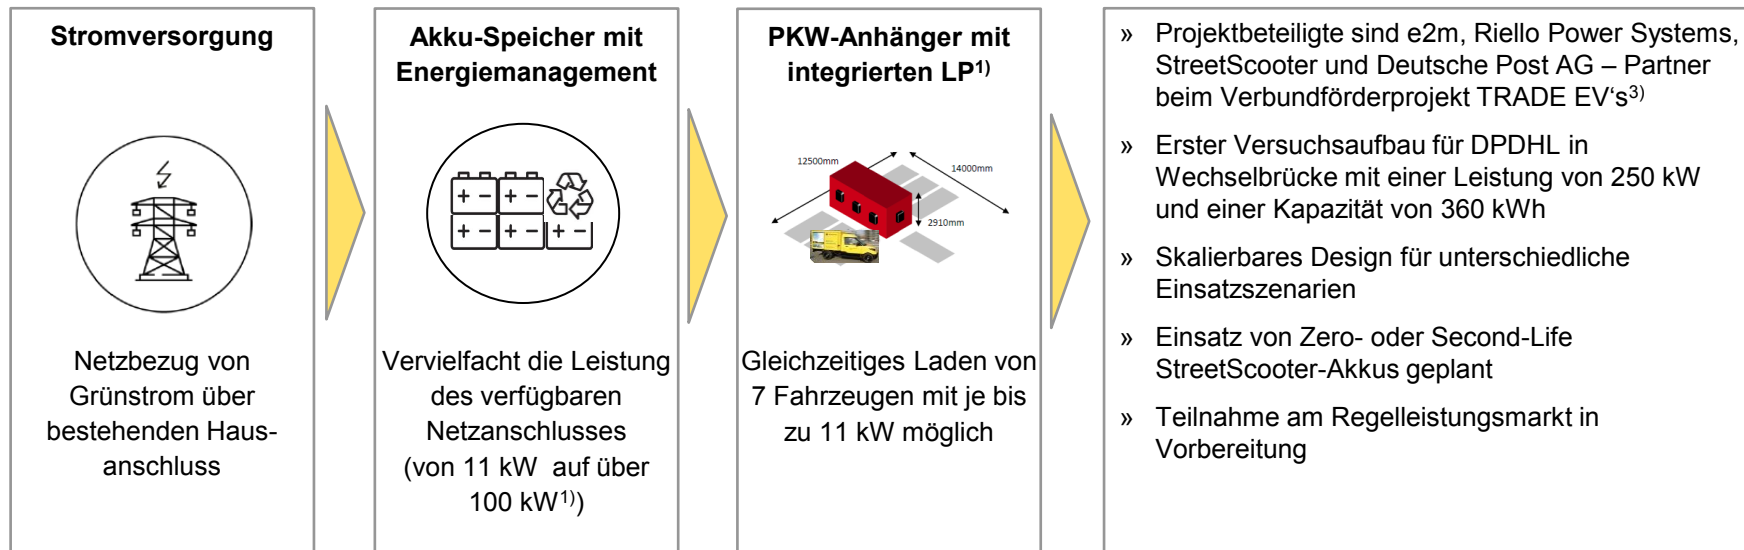 Stromversorgung
Netzbezug von
Grünstrom über
bestehenden Haus-
anschluss
Akku-Speicher mit
Energiemanagement
+ − + −
+ − + − + −
Vervielfacht die Leistung
des verfügbaren
Netzanschlusses
(von 11 kW auf über
100 kW1))
PKW-Anhänger mit
integrierten LP1)
12500mm
14000mm
2910mm
Gleichzeitiges Laden von
7 Fahrzeugen mit je bis
zu 11 kW möglich
» Projektbeteiligte sind e2m, Riello Power Systems,
StreetScooter und Deutsche Post AG – Partner
beim Verbundförderprojekt TRADE EV‘s3)
» Erster Versuchsaufbau für DPDHL in
Wechselbrücke mit einer Leistung von 250 kW
und einer Kapazität von 360 kWh
» Skalierbares Design für unterschiedliche
Einsatzszenarien
» Einsatz von Zero- oder Second-Life
StreetScooter-Akkus geplant
» Teilnahme am Regelleistungsmarkt in
Vorbereitung